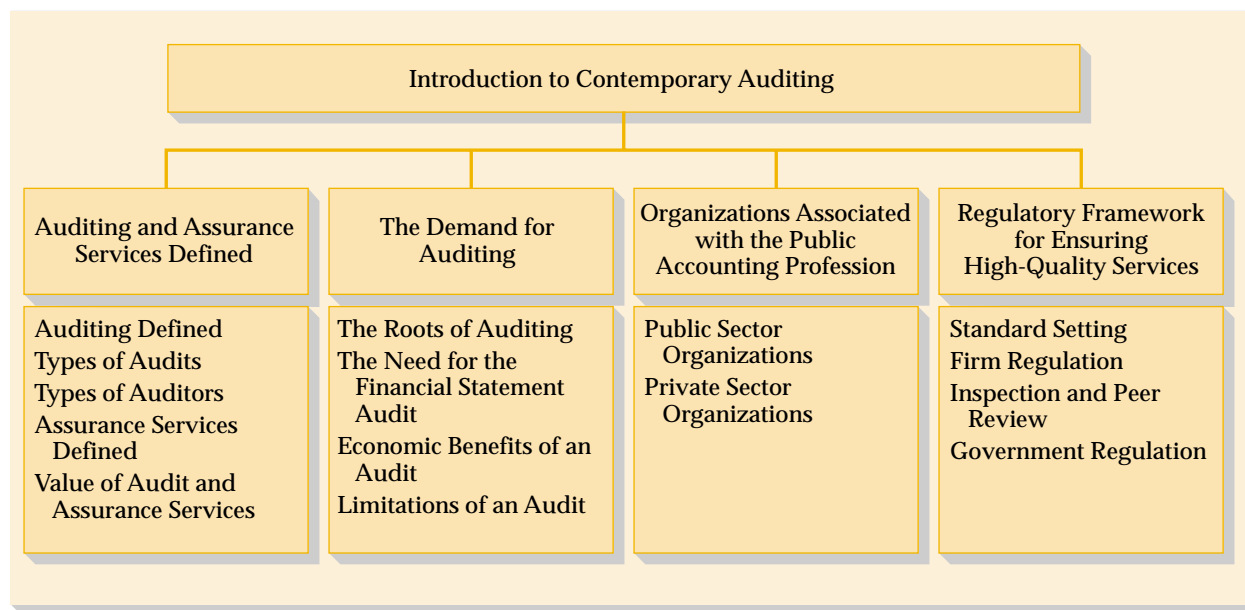 Introduction to Contemporary Auditing
Auditing and Assurance
Services Defined
The Demand for
Auditing
Organizations Associated
with the Public
Accounting Profession
Regulatory Framework
for Ensuring
High-Quality Services
Auditing Defined
Types of Audits
Types of Auditors
Assurance Services
Defined
Value of Audit and
Assurance Services
The Roots of Auditing
The Need for the
Financial Statement
Audit
Economic Benefits of an
Audit
Limitations of an Audit
Public Sector
Organizations
Private Sector
Organizations
Standard Setting
Firm Regulation
Inspection and Peer
Review
Government Regulation